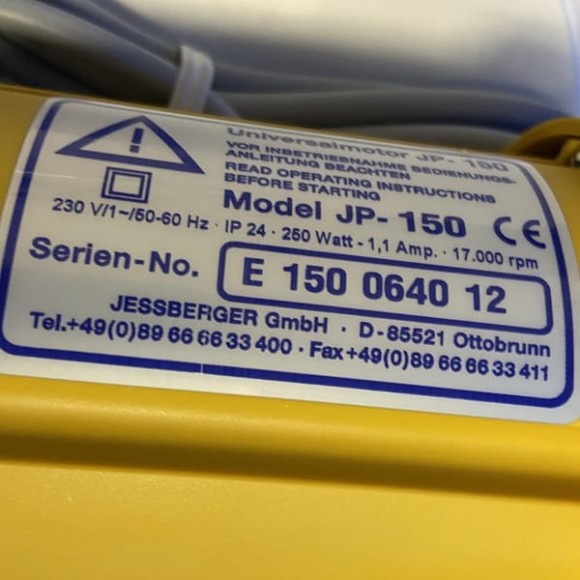 Universalmotor JP-150
VOR INBETRIEBNAHME BEDIENUNGS-
ANLEITUNG BEACHTEN
READ OPERATING INSTRUCTIONS
BEFORE STARTING
Model JP-150 CE
230 V/1~/50-60 Hz · IP 24 · 250 Watt - 1,1 Amp. · 17.000 rpm
Serien-No. E 150 0640 12
JESSBERGER GmbH · D-85521 Ottobrunn
Tel.+49(0)89 66 66 33 400 · Fax+49(0)89 66 66 33 411